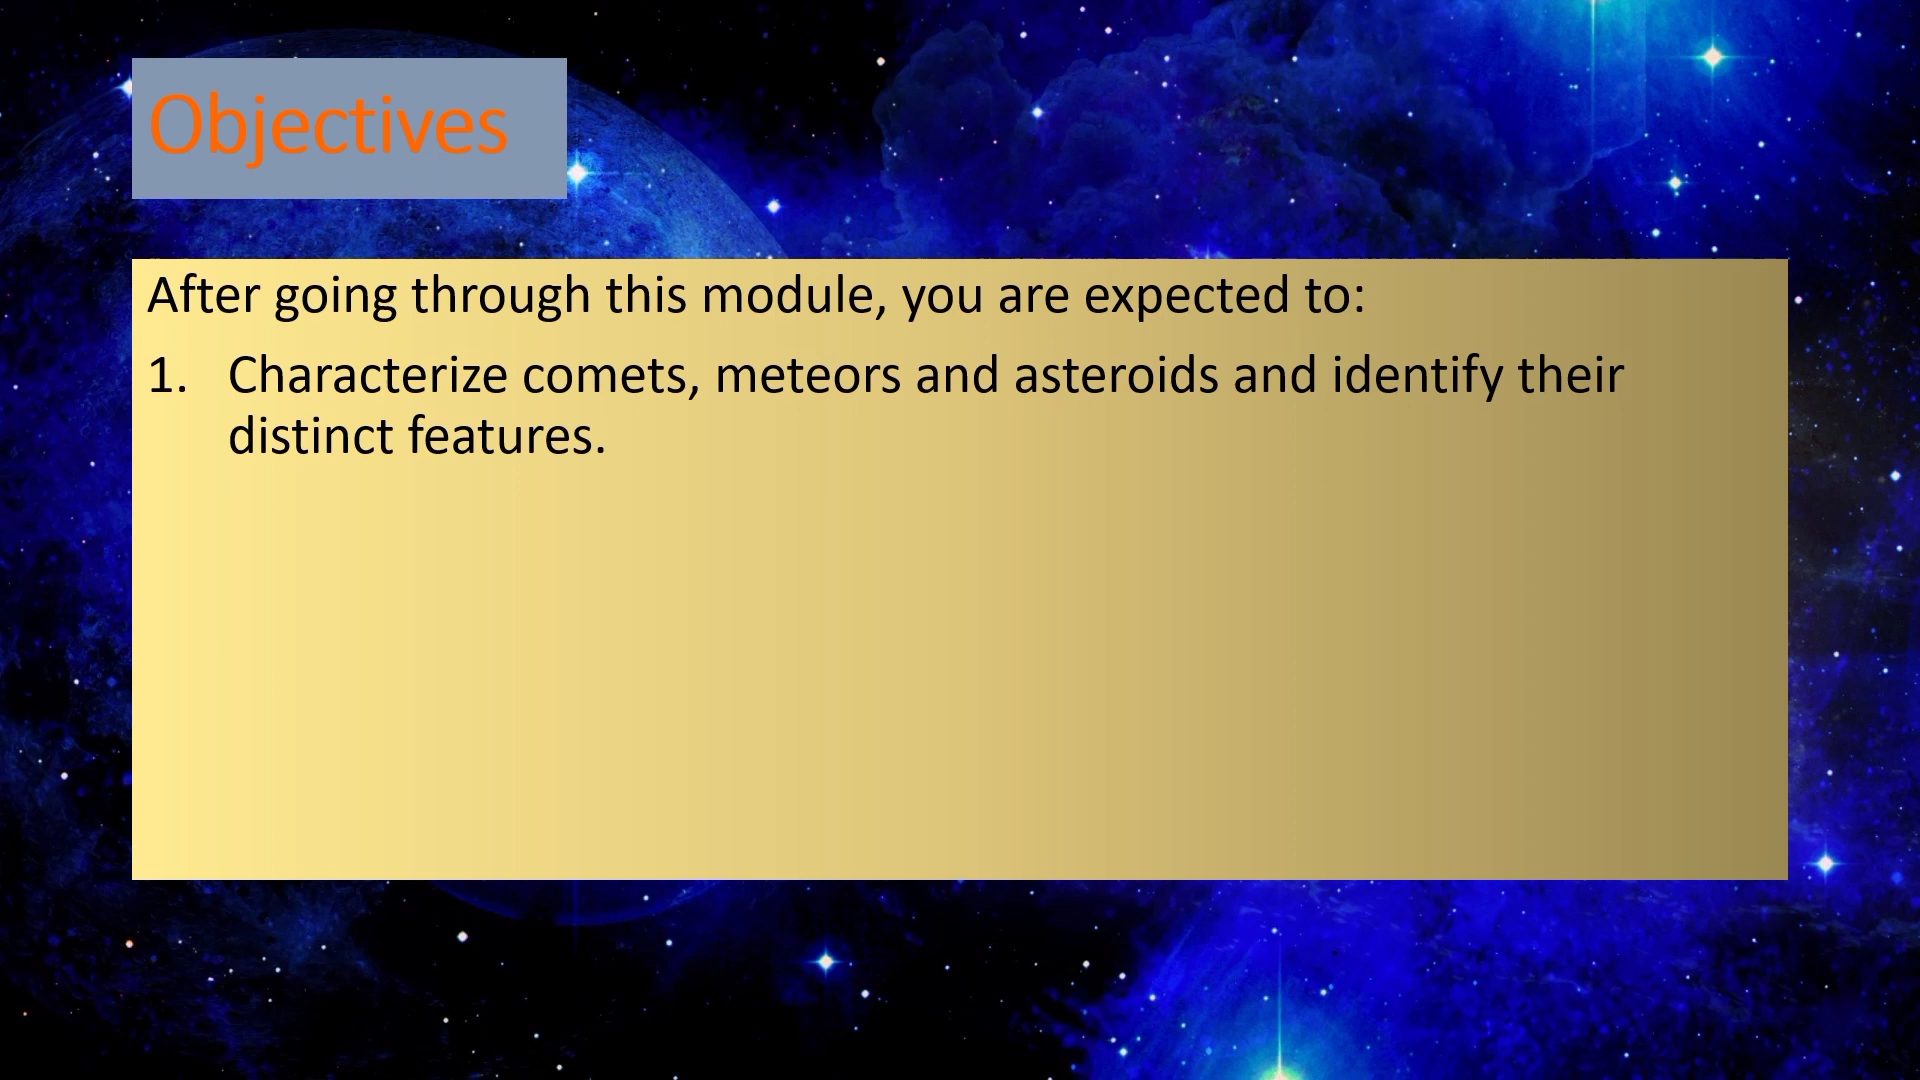 Objectives
After going through this module, you are expected to:
1. Characterize comets, meteors and asteroids and identify their
distinct features.